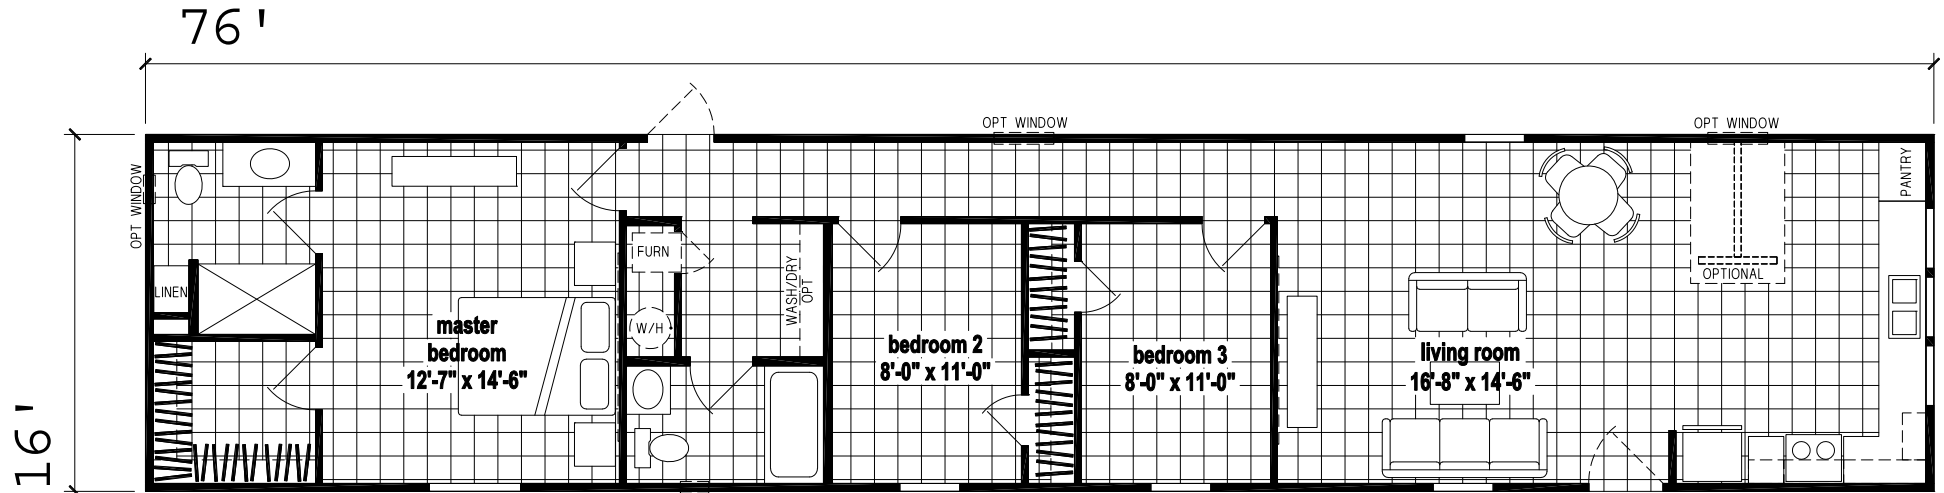 76'
OPT WINDOW
OPT WINDOW
OPT WINDOW
PANTRY
FURN
WASH/DRY
OPT
OPTIONAL
LINEN
W/H
master
bedroom
12'-7" x 14'-6"
bedroom 2
8'-0" x 11'-0"
bedroom 3
8'-0" x 11'-0"
living room
16'-8" x 14'-6"
16'